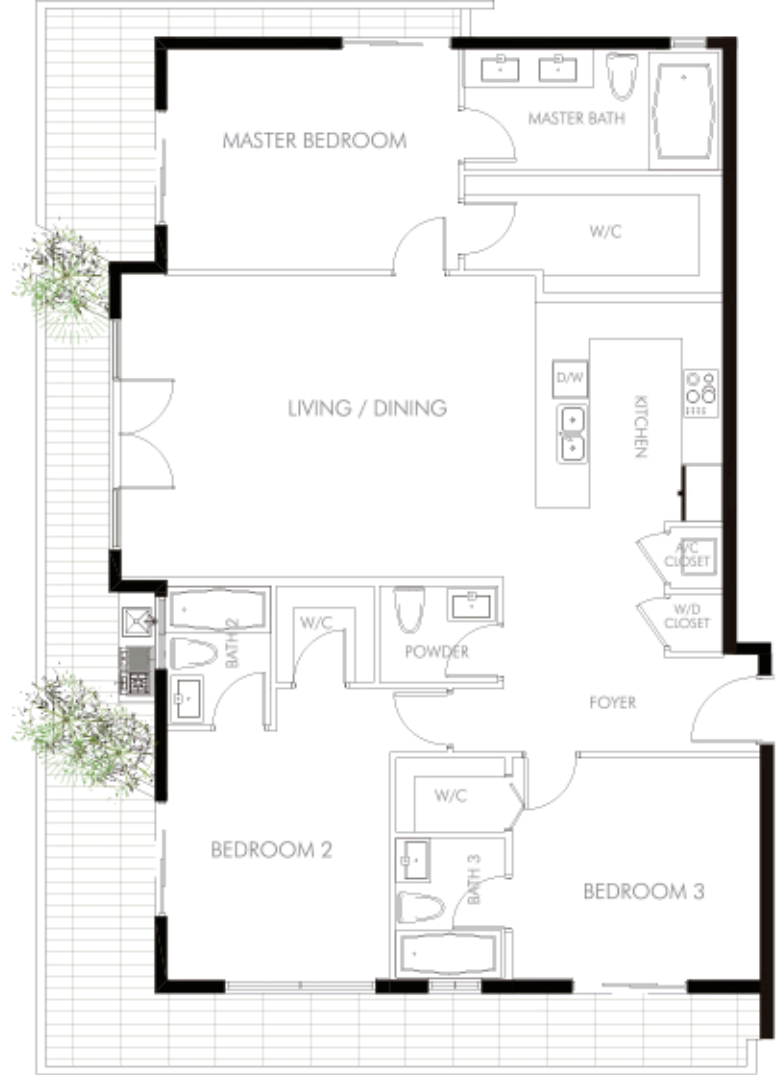 MASTER BEDROOM
MASTER BATH
W/C
D/W
LIVING / DINING
KITCHEN
A/C
CLOSET
W/D
CLOSET
BATH 2
W/C
POWDER
FOYER
W/C
BEDROOM 2
BATH 3
BEDROOM 3